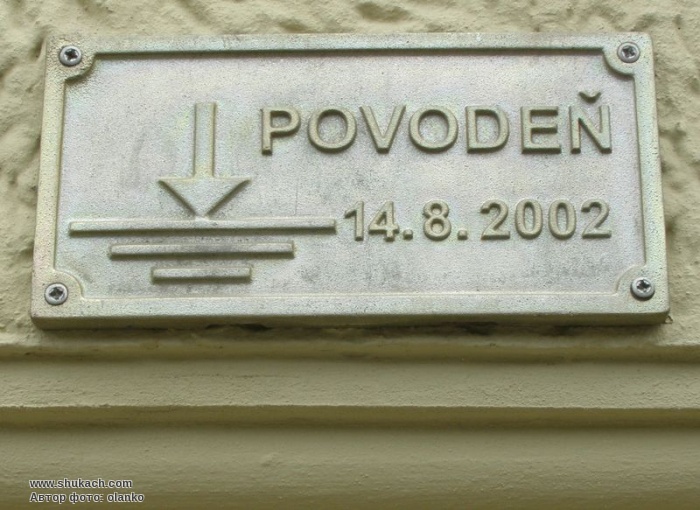 POVODEŇ
14.8.2002
www.shukach.com
Автор фото: olanko